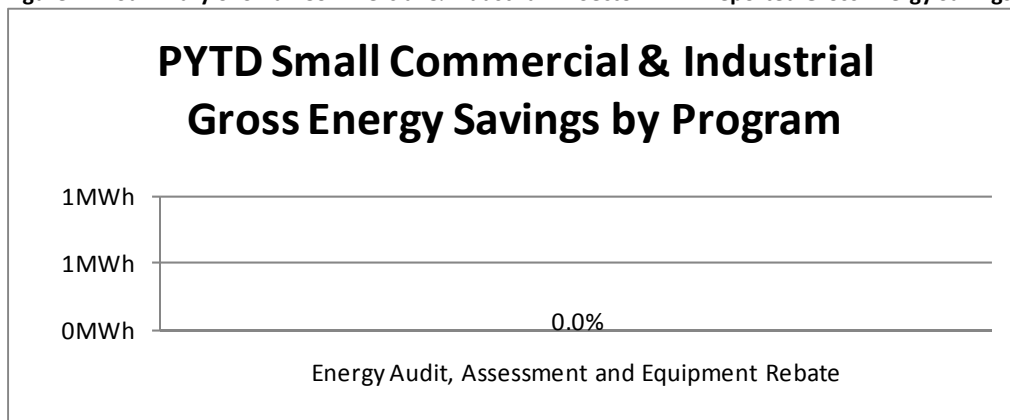 PYTD Small Commercial & Industrial
Gross Energy Savings by Program
1MWh
1MWh
0MWh
0.0%
Energy Audit, Assessment and Equipment Rebate